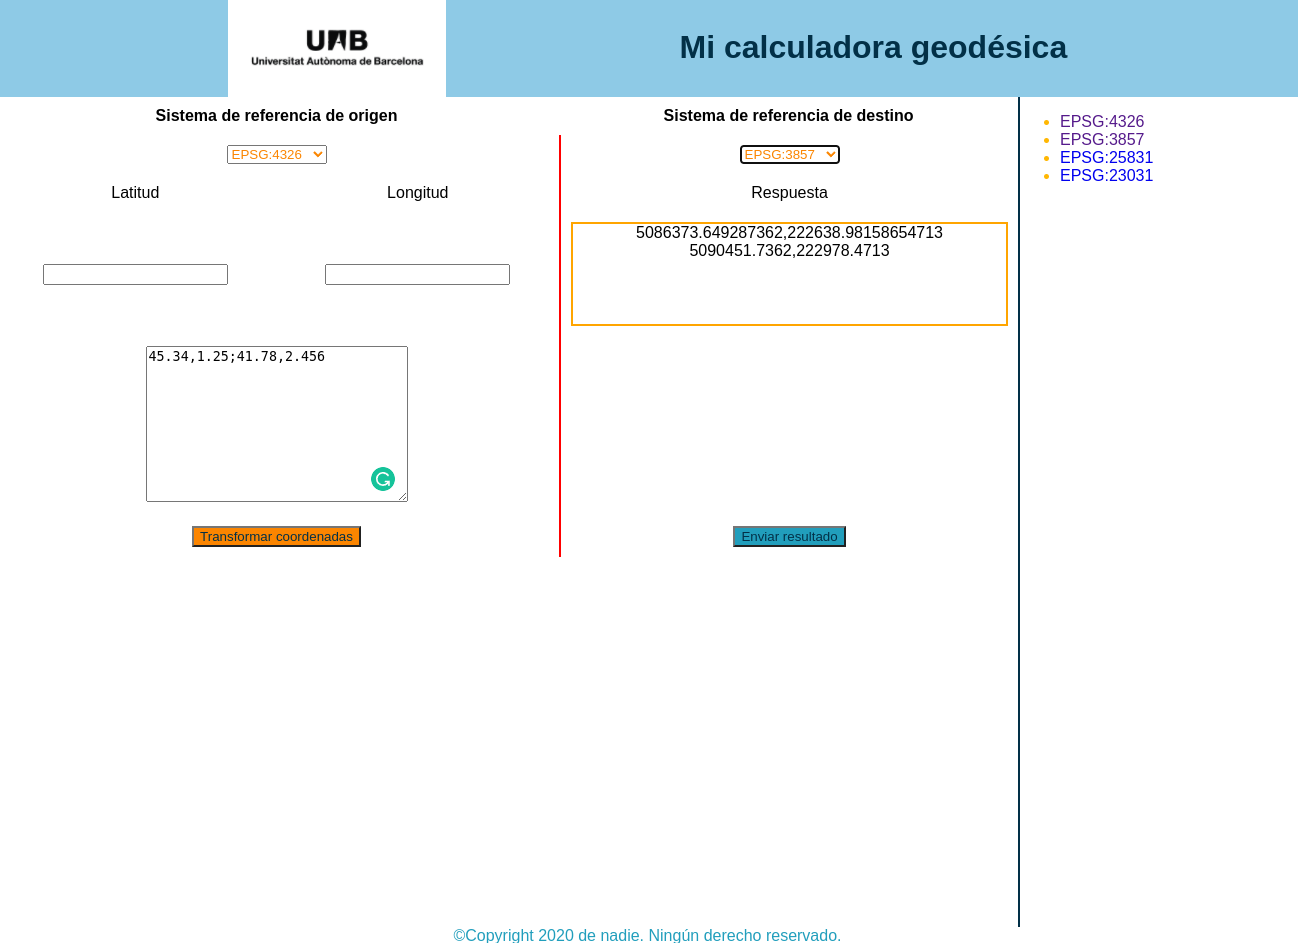 UAB
Universitat Autònoma de Barcelona
Mi calculadora geodésica
Sistema de referencia de origen
EPSG:4326
Latitud
Longitud
45.34,1.25;41.78,2.456
Transformar coordenadas
Sistema de referencia de destino
EPSG:3857
Respuesta
5086373.649287362,222638.98158654713
5090451.7362,222978.4713
Enviar resultado
EPSG:4326
EPSG:3857
EPSG:25831
EPSG:23031
©Copyright 2020 de nadie. Ningún derecho reservado.